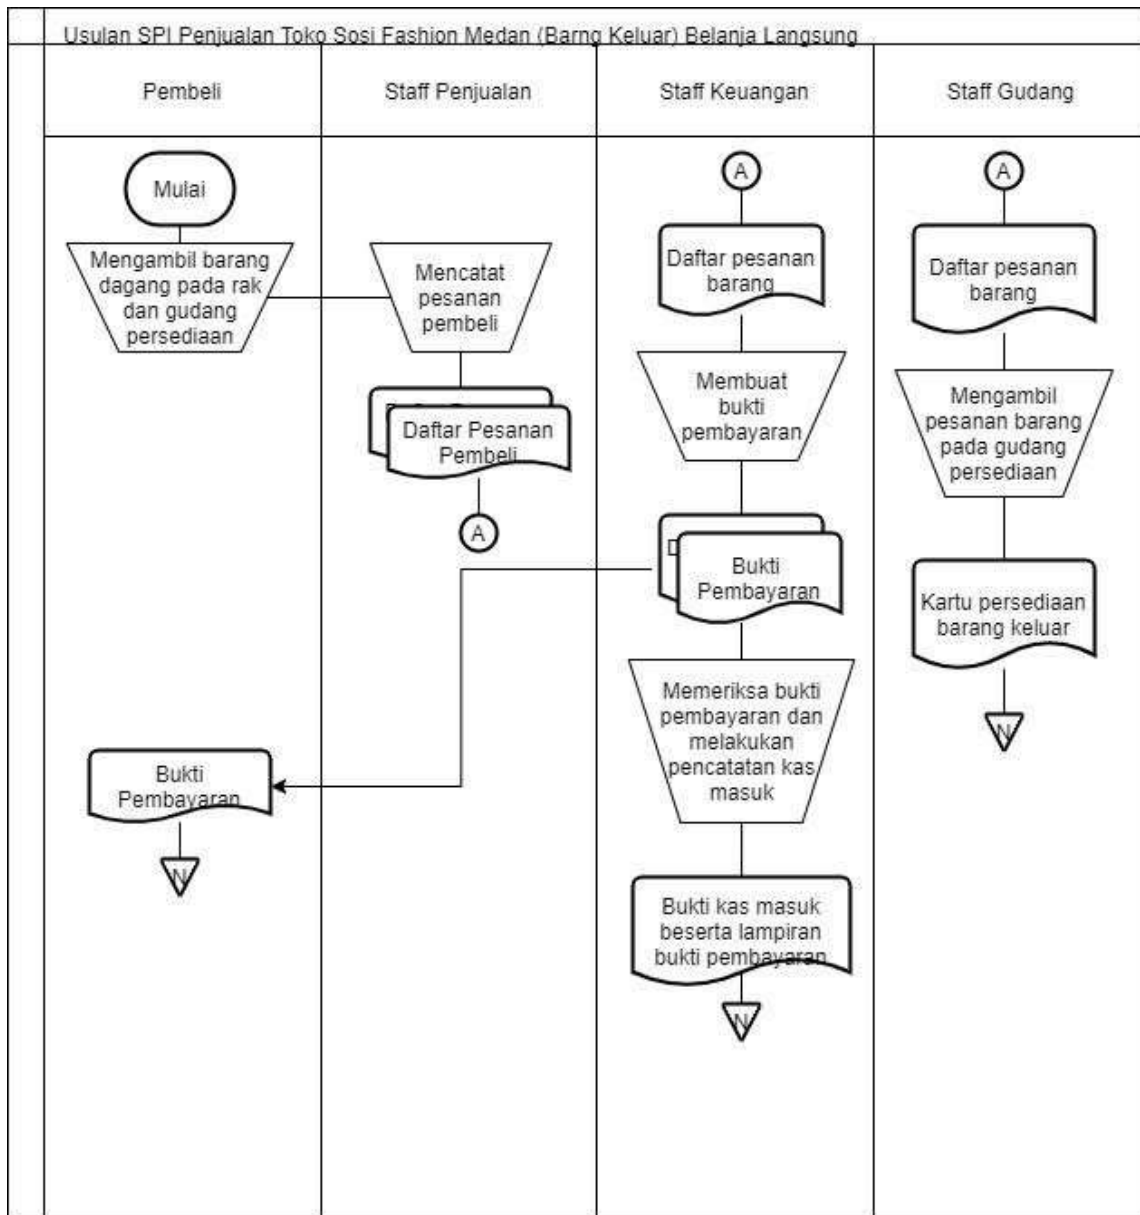 Usulan SPI Penjualan Toko Sosi Fashion Medan (Barng Keluar) Belanja Langsung
Pembeli
Staff Penjualan
Staff Keuangan
Staff Gudang
Mulai
Mengambil barang
dagang pada rak
dan gudang
persediaan
Bukti
Pembayaran
N
Mencatat
pesanan
pembeli
Daftar Pesanan
Pembeli
A
A
Daftar pesanan
barang
Membuat
bukti
pembayaran
Bukti
Pembayaran
Memeriksa bukti
pembayaran dan
melakukan
pencatatan kas
masuk
Bukti kas masuk
beserta lampiran
bukti pembayaran
N
A
Daftar pesanan
barang
Mengambil
pesanan barang
pada gudang
persediaan
Kartu persediaan
barang keluar
N